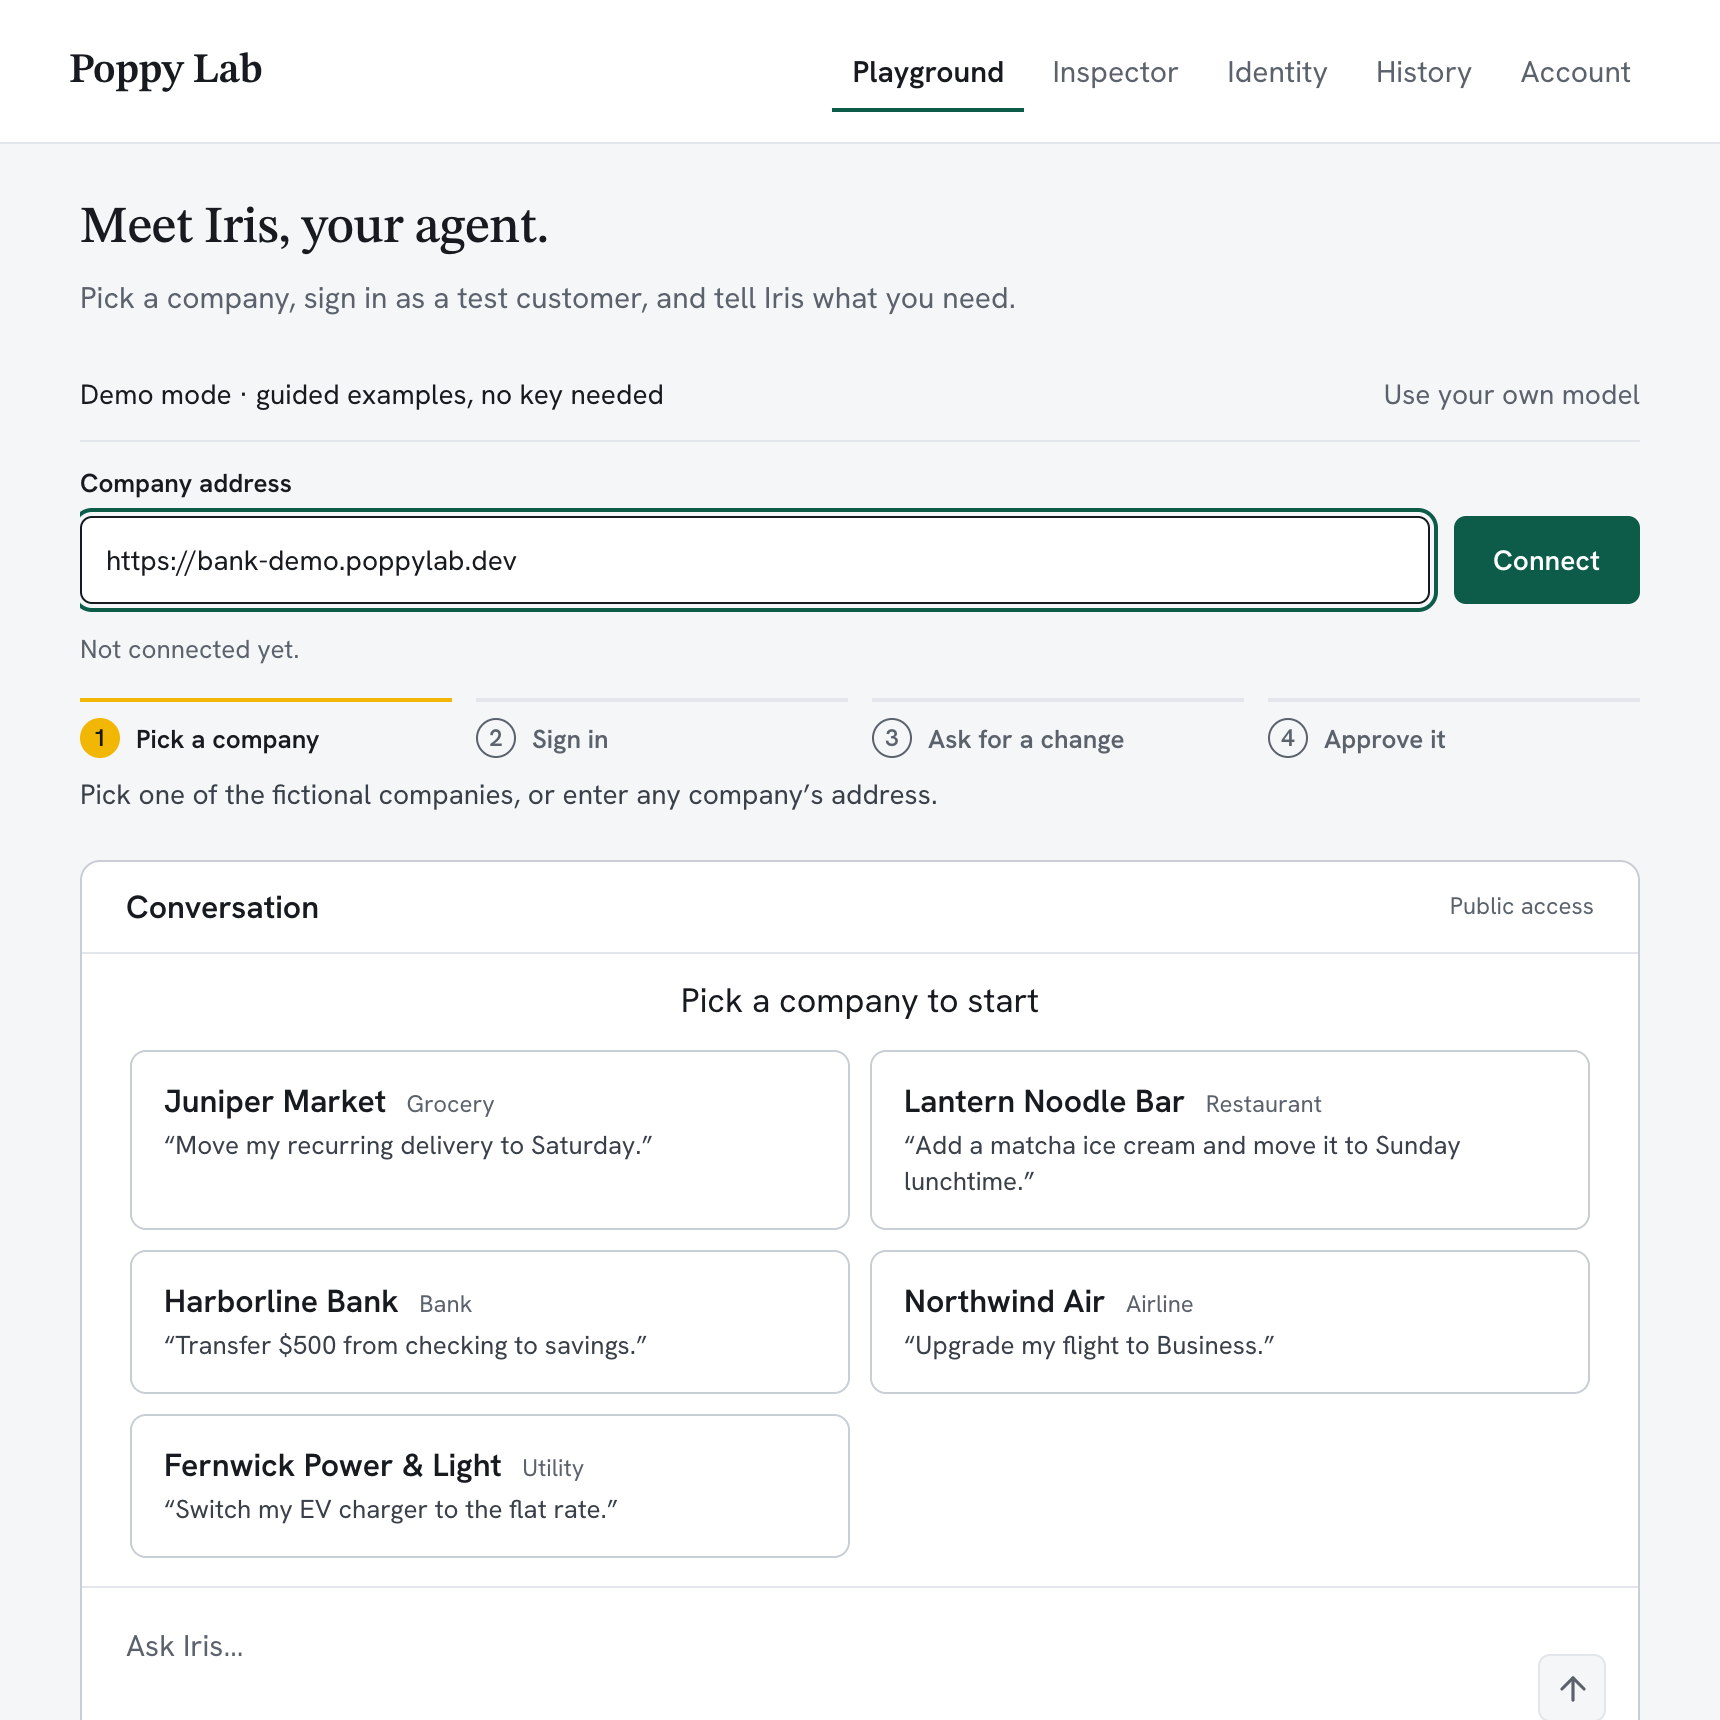 Poppy Lab
Playground
Inspector
Identity
History
Account
Meet Iris, your agent.
Pick a company, sign in as a test customer, and tell Iris what you need.
Demo mode · guided examples, no key needed
Use your own model
Company address
https://bank-demo.poppylab.dev
Connect
Not connected yet.
1 Pick a company
2 Sign in
3 Ask for a change
4 Approve it
Pick one of the fictional companies, or enter any company’s address.
Conversation
Public access
Pick a company to start
Juniper Market Grocery
“Move my recurring delivery to Saturday.”
Lantern Noodle Bar Restaurant
“Add a matcha ice cream and move it to Sunday
lunchtime.”
Harborline Bank Bank
“Transfer $500 from checking to savings.”
Northwind Air Airline
“Upgrade my flight to Business.”
Fernwick Power & Light Utility
“Switch my EV charger to the flat rate.”
Ask Iris...